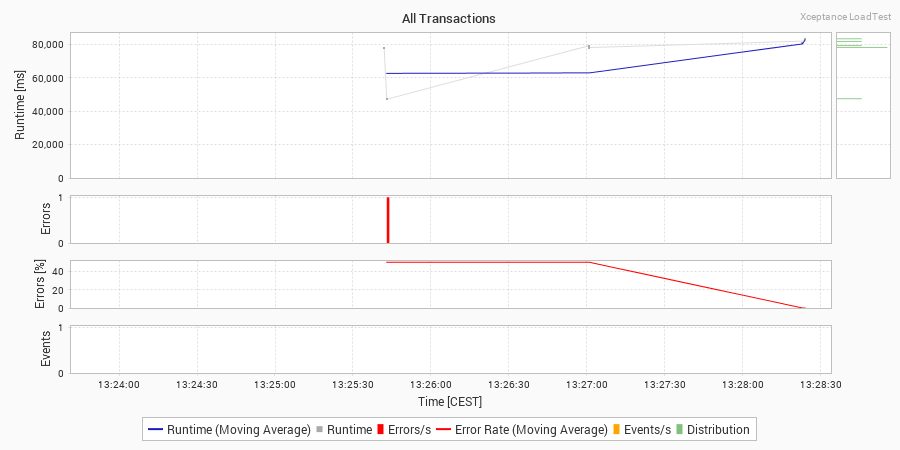 All Transactions
Xceptance LoadTest
Runtime [ms]
80,000
60,000
40,000
20,000
0
Errors
1
0
Errors [%]
40
20
0
Events
1
0
13:24:00 13:24:30 13:25:00 13:25:30 13:26:00 13:26:30 13:27:00 13:27:30 13:28:00 13:28:30
Time [CEST]
Runtime (Moving Average) Runtime Errors/s Error Rate (Moving Average) Events/s Distribution